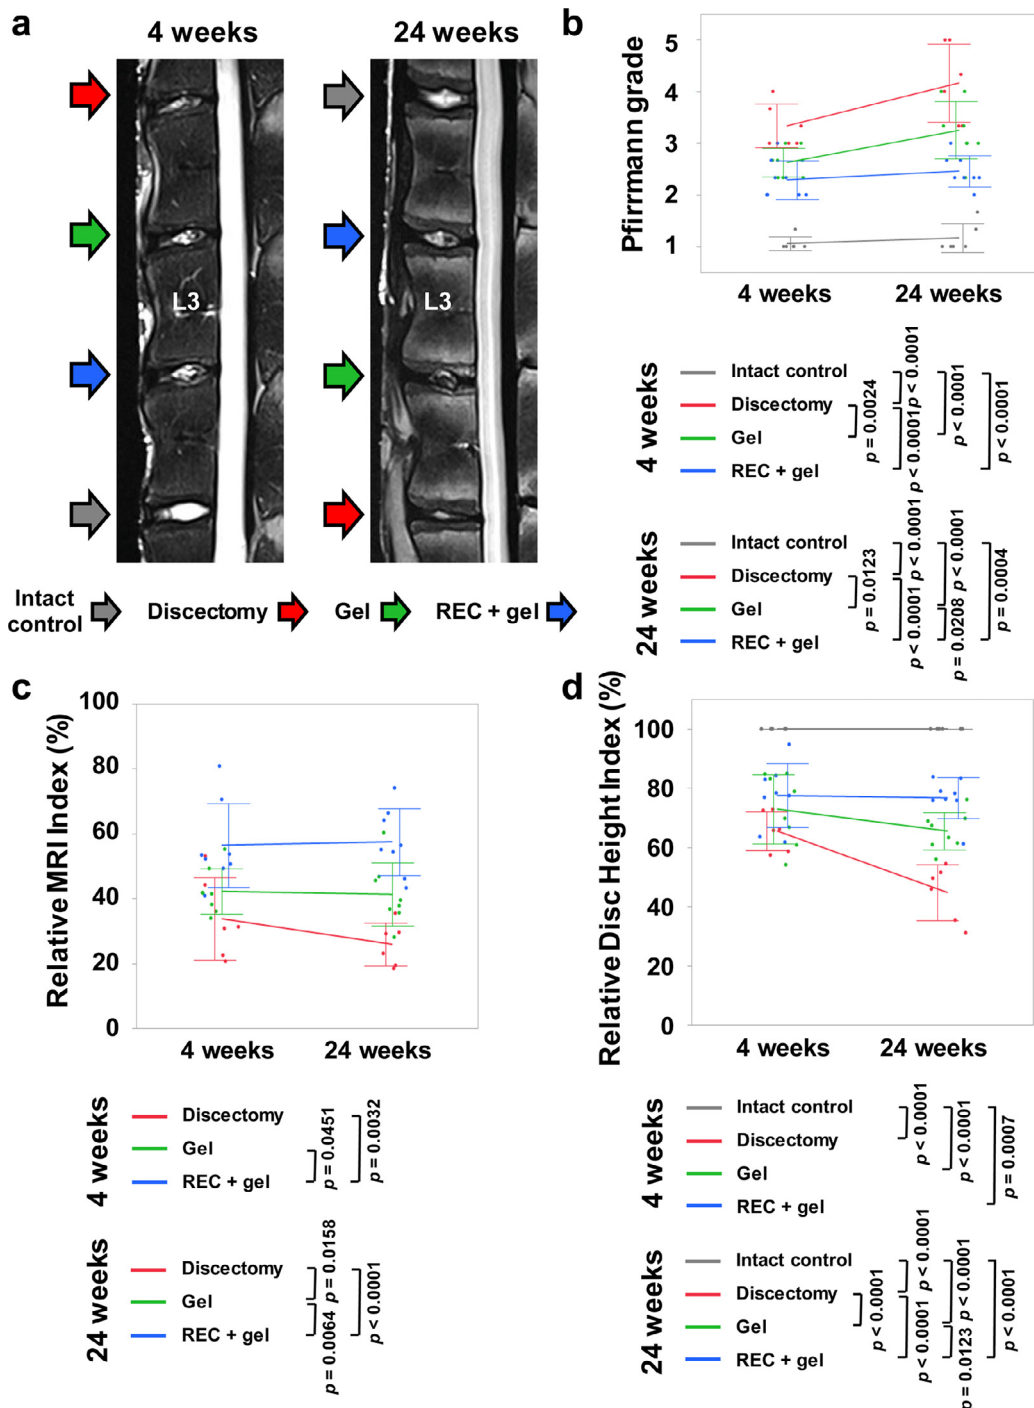 a
4 weeks
24 weeks
L3
L3
Intact control
Discectomy
Gel
REC + gel
b
Pfirrmann grade
5
4
3
2
1
4 weeks
24 weeks
4 weeks
Intact control
Discectomy
Gel
REC + gel
p = 0.0024
p < 0.0001
p < 0.0001
p < 0.0001
p < 0.0001
24 weeks
Intact control
Discectomy
Gel
REC + gel
p = 0.0123
p < 0.0001
p < 0.0001
p < 0.0001
p = 0.0208
p = 0.0004
c
Relative MRI Index (%)
100
80
60
40
20
0
4 weeks
24 weeks
4 weeks
Discectomy
Gel
REC + gel
p = 0.0451
p = 0.0032
24 weeks
Discectomy
Gel
REC + gel
p = 0.0158
p = 0.0064
p < 0.0001
d
Relative Disc Height Index (%)
100
80
60
40
20
0
4 weeks
24 weeks
4 weeks
Intact control
Discectomy
Gel
REC + gel
p < 0.0001
p < 0.0001
p = 0.0007
24 weeks
Intact control
Discectomy
Gel
REC + gel
p < 0.0001
p < 0.0001
p < 0.0001
p < 0.0001
p = 0.0123
p < 0.0001